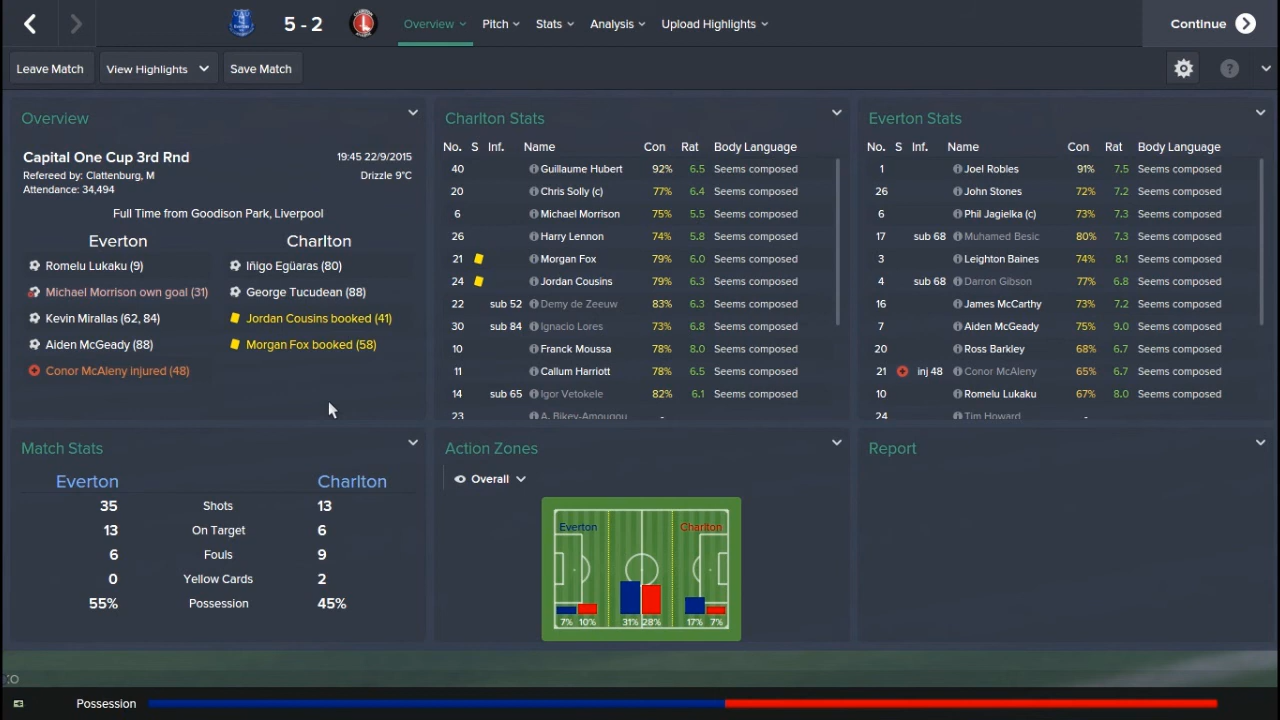 5 - 2
Overview
Pitch
Stats
Analysis
Upload Highlights
Continue
Leave Match
View Highlights
Save Match
?
Overview
Capital One Cup 3rd Rnd
19:45 22/9/2015
Refereed by: Clattenburg, M
Drizzle 9°C
Attendance: 34,494
Full Time from Goodison Park, Liverpool
Everton Charlton
Romelu Lukaku (9) Iñigo Egüaras (80)
Michael Morrison own goal (31) George Tucudean (88)
Kevin Mirallas (62, 84) Jordan Cousins booked (41)
Aiden McGeady (88) Morgan Fox booked (58)
Conor McAleny injured (48)
Charlton Stats
No. S Inf. Name Con Rat Body Language
40 Guillaume Hubert 92% 6.5 Seems composed
20 Chris Solly (c) 77% 6.4 Seems composed
6 Michael Morrison 75% 5.5 Seems composed
26 Harry Lennon 74% 5.8 Seems composed
21 Morgan Fox 79% 6.0 Seems composed
24 Jordan Cousins 79% 6.3 Seems composed
22 sub 52 Demy de Zeeuw 83% 6.3 Seems composed
30 sub 84 Ignacio Lores 73% 6.8 Seems composed
10 Franck Moussa 78% 8.0 Seems composed
11 Callum Harriott 78% 6.5 Seems composed
14 sub 65 Igor Vetokele 82% 6.1 Seems composed
23 A. Bikey-Amougou -
Everton Stats
No. S Inf. Name Con Rat Body Language
1 Joel Robles 91% 7.5 Seems composed
26 John Stones 72% 7.2 Seems composed
6 Phil Jagielka (c) 73% 7.3 Seems composed
17 sub 68 Muhamed Besic 80% 7.3 Seems composed
3 Leighton Baines 74% 8.1 Seems composed
4 sub 68 Darron Gibson 77% 6.8 Seems composed
16 James McCarthy 73% 7.2 Seems composed
7 Aiden McGeady 75% 9.0 Seems composed
20 Ross Barkley 68% 6.7 Seems composed
21 inj 48 Conor McAleny 65% 6.7 Seems composed
10 Romelu Lukaku 67% 8.0 Seems composed
24 Tim Howard -
Match Stats
Everton Charlton
35 Shots 13
13 On Target 6
6 Fouls 9
0 Yellow Cards 2
55% Possession 45%
Action Zones
Overall
Everton Charlton
7% 10% 31% 28% 17% 7%
Report
Possession